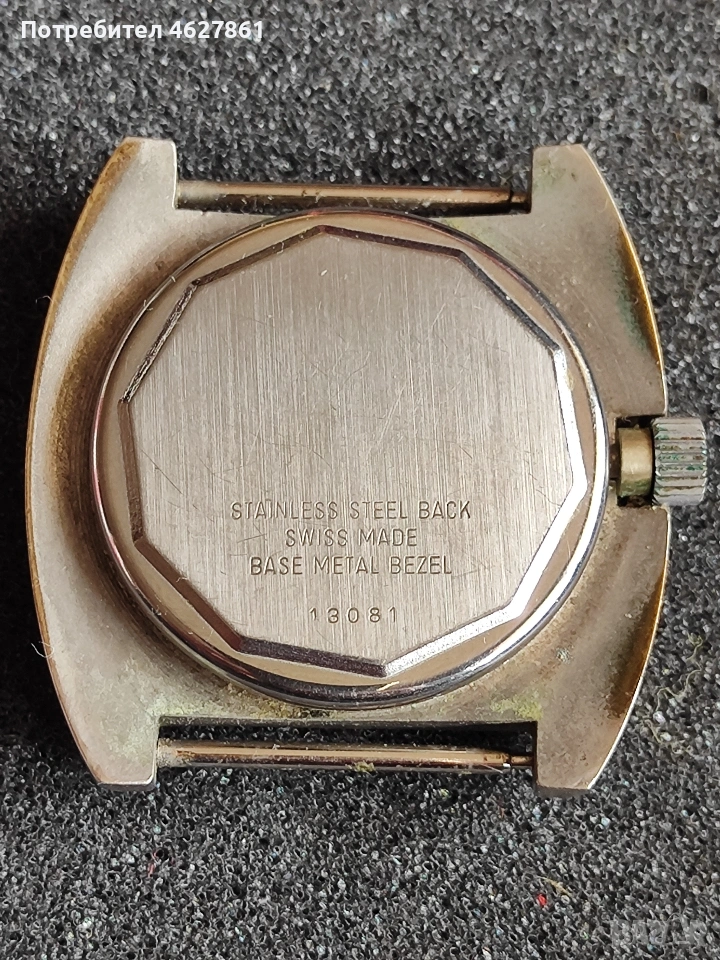 Потребител 4627861
STAINLESS STEEL BACK
SWISS MADE
BASE METAL BEZEL
13081